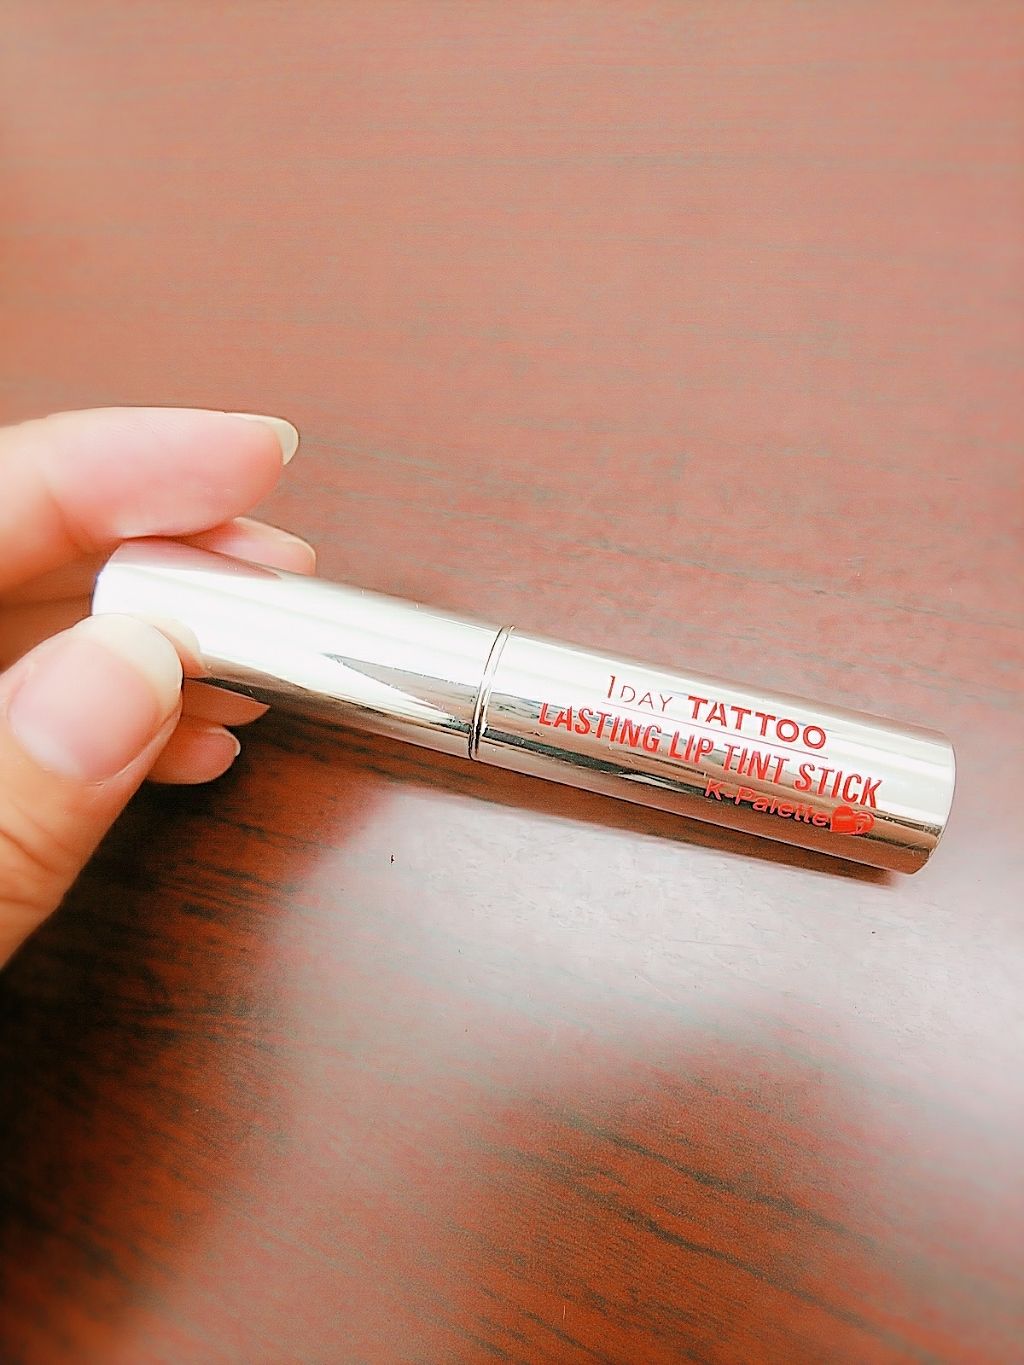 1DAY TATTOO
LASTING LIP TINT STICK
K-Palette